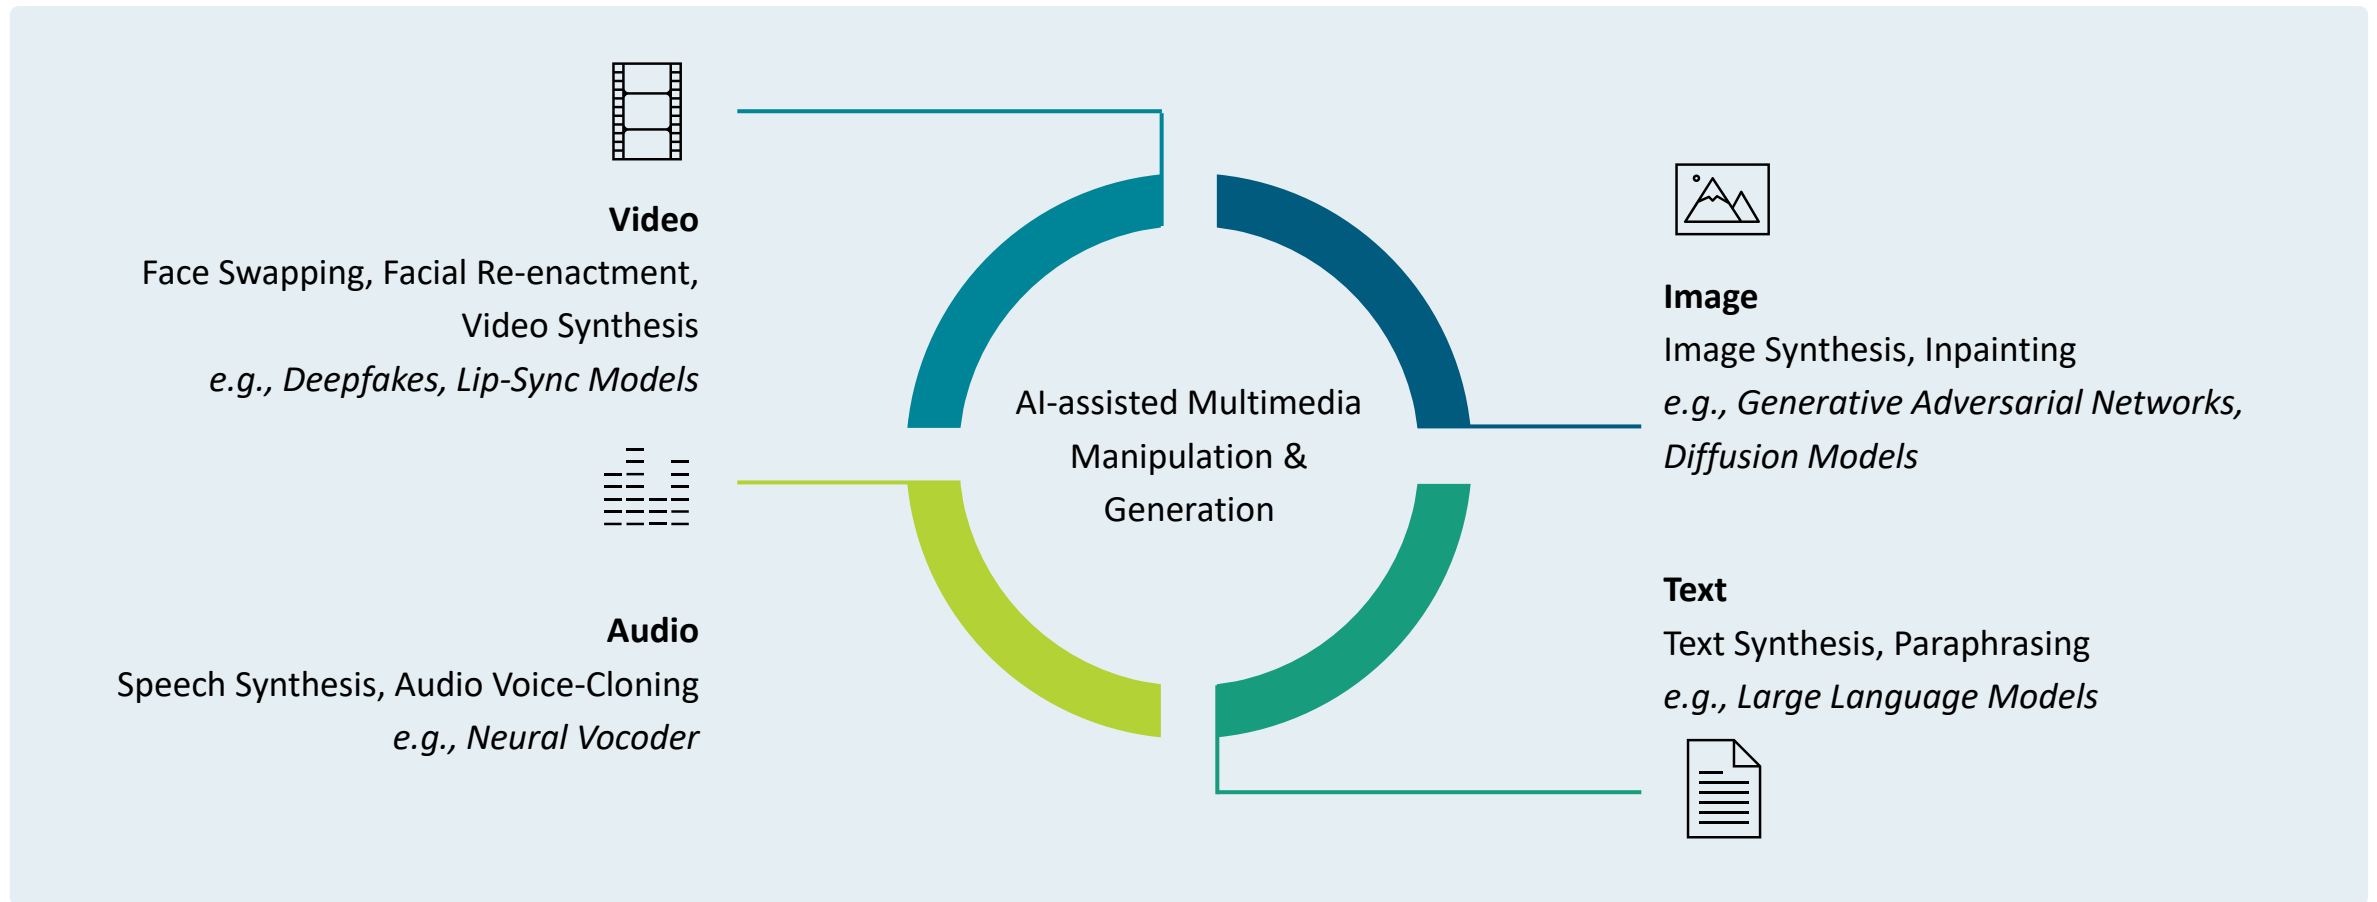 Video
Face Swapping, Facial Re-enactment,
Video Synthesis
e.g., Deepfakes, Lip-Sync Models
Image
Image Synthesis, Inpainting
e.g., Generative Adversarial Networks,
Diffusion Models
AI-assisted Multimedia
Manipulation &
Generation
Audio
Speech Synthesis, Audio Voice-Cloning
e.g., Neural Vocoder
Text
Text Synthesis, Paraphrasing
e.g., Large Language Models